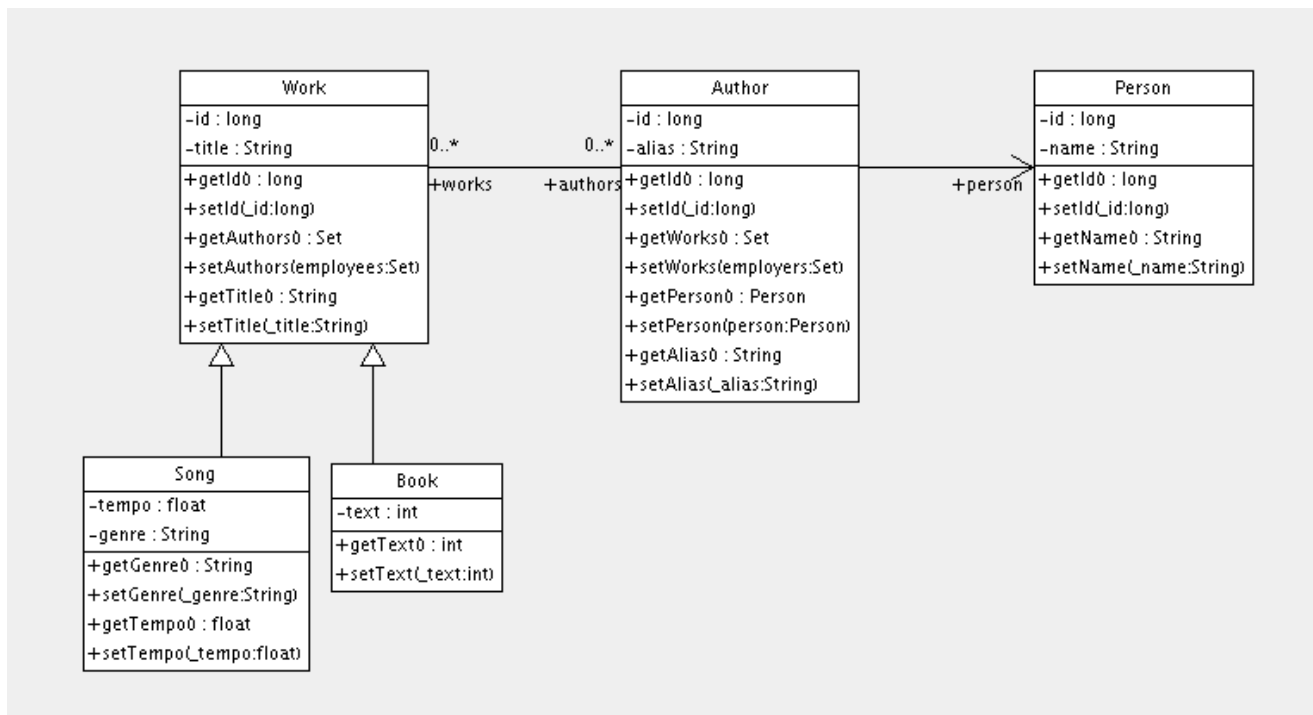 Work
-id : long
-title : String
+getId() : long
+setId(_id:long)
+getAuthors() : Set
+setAuthors(employees:Set)
+getTitle() : String
+setTitle(_title:String)
0..*
+works
0..*
+authors
Author
-id : long
-alias : String
+getId() : long
+setId(_id:long)
+getWorks() : Set
+setWorks(employers:Set)
+getPerson() : Person
+setPerson(person:Person)
+getAlias() : String
+setAlias(_alias:String)
+person
Person
-id : long
-name : String
+getId() : long
+setId(_id:long)
+getName() : String
+setName(_name:String)
Song
-tempo : float
-genre : String
+getGenre() : String
+setGenre(_genre:String)
+getTempo() : float
+setTempo(_tempo:float)
Book
-text : int
+getText() : int
+setText(_text:int)